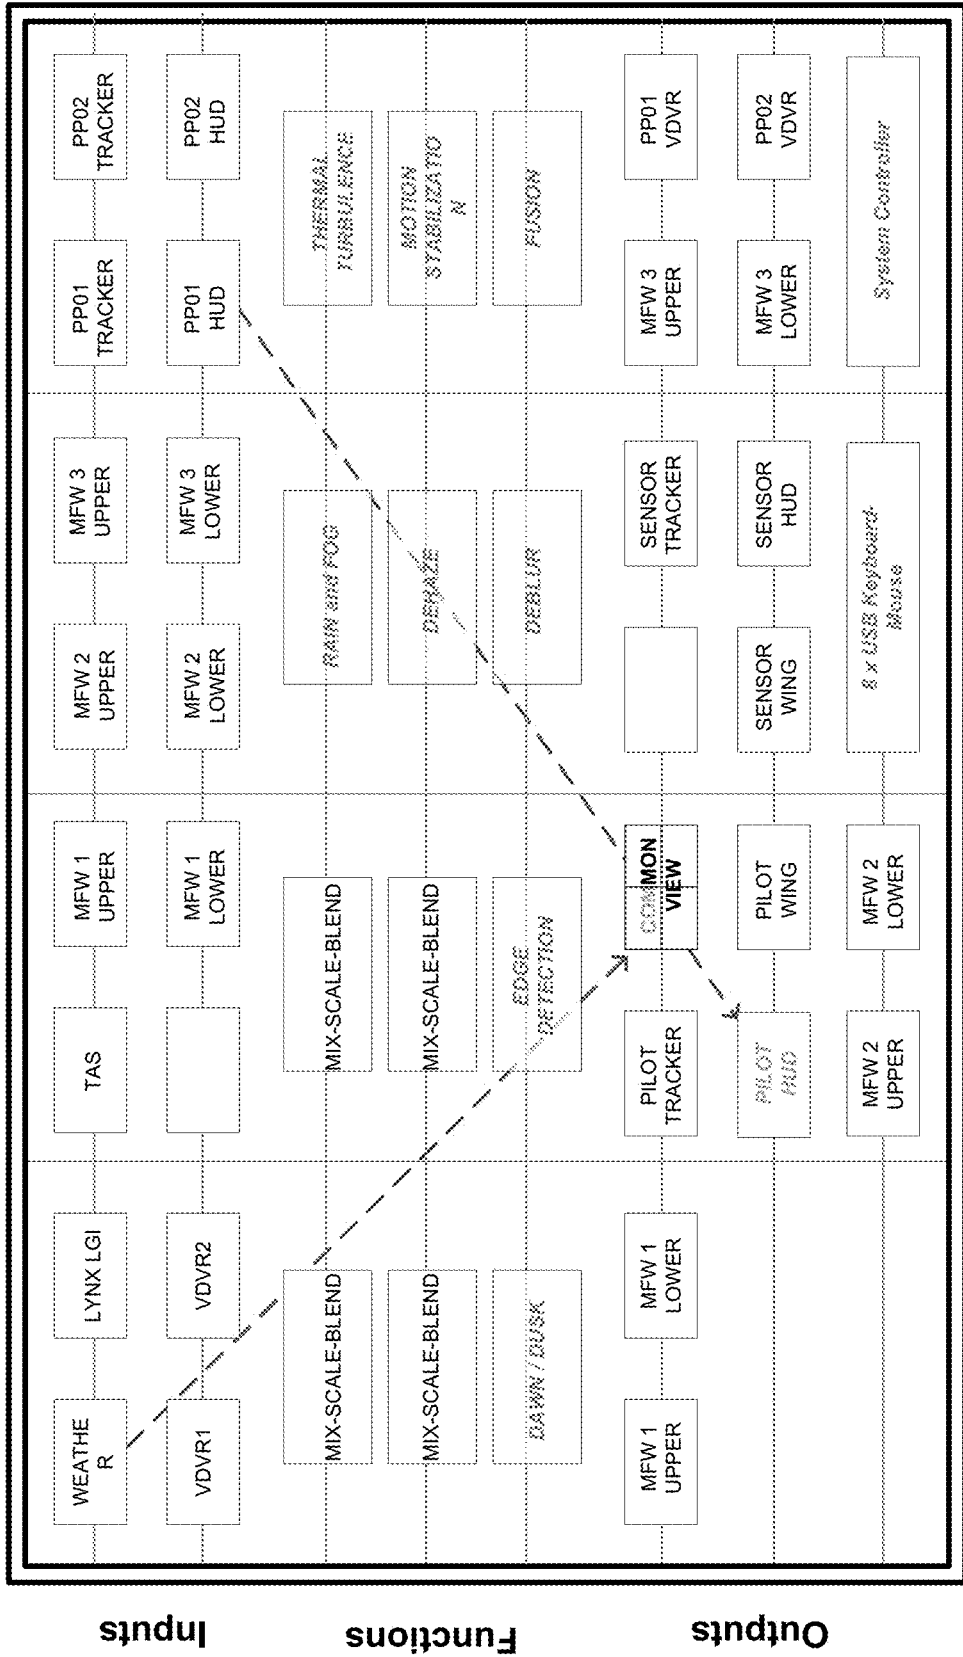 Inputs
WEATHE
R
LYNX LGI
TAS
MFW 1
UPPER
MFW 2
UPPER
MFW 3
UPPER
PP01
TRACKER
PP02
TRACKER
VDVR1
VDVR2
MFW 1
LOWER
MFW 2
LOWER
MFW 3
LOWER
PP01
HUD
PP02
HUD
Functions
MIX-SCALE-BLEND
MIX-SCALE-BLEND
RAIN and FOG
THERMAL
TURBULENCE
MIX-SCALE-BLEND
MIX-SCALE-BLEND
DEHAZE
MOTION
STABILIZATIO
N
DAWN / DUSK
EDGE
DETECTION
DEBLUR
FUSION
Outputs
MFW 1
UPPER
MFW 1
LOWER
PILOT
TRACKER
COMMON
VIEW
SENSOR
TRACKER
MFW 3
UPPER
PP01
VDVR
PILOT
HUD
PILOT
WING
SENSOR
WING
SENSOR
HUD
MFW 3
LOWER
PP02
VDVR
MFW 2
UPPER
MFW 2
LOWER
8 x USB Keyboard-
Mouse
System Controller